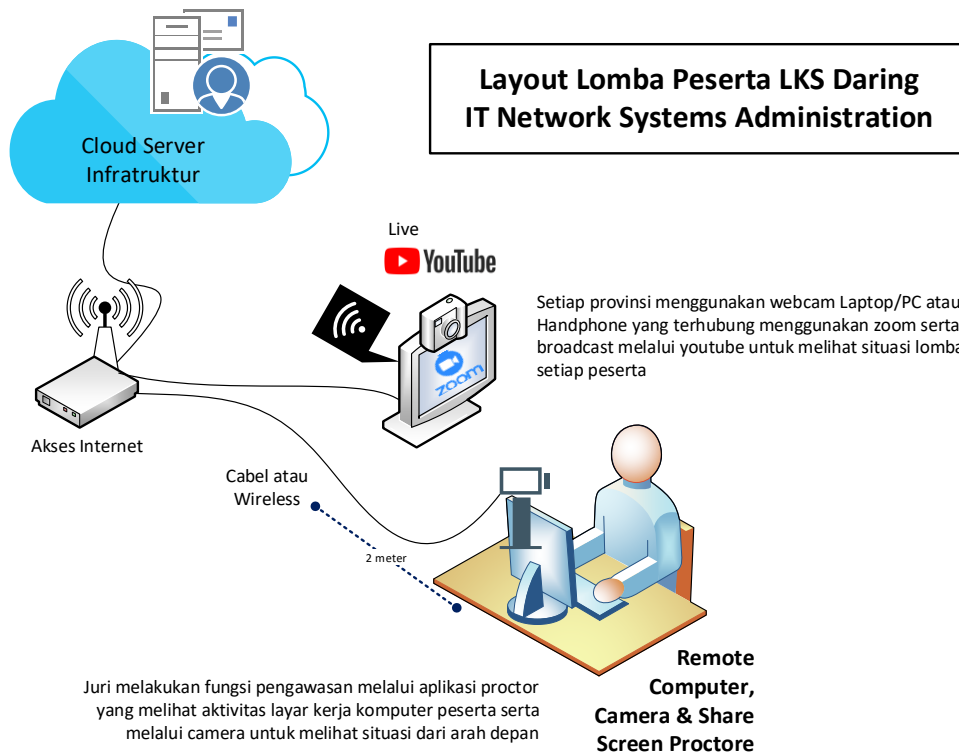 Layout Lomba Peserta LKS Daring
IT Network Systems Administration
Cloud Server
Infratruktur
Live
YouTube
zoom
Setiap provinsi menggunakan webcam Laptop/PC atau
Handphone yang terhubung menggunakan zoom serta
broadcast melalui youtube untuk melihat situasi lomba
setiap peserta
Akses Internet
Cabel atau
Wireless
2 meter
Juri melakukan fungsi pengawasan melalui aplikasi proctor
yang melihat aktivitas layar kerja komputer peserta serta
melalui camera untuk melihat situasi dari arah depan
Remote
Computer,
Camera & Share
Screen Proctore